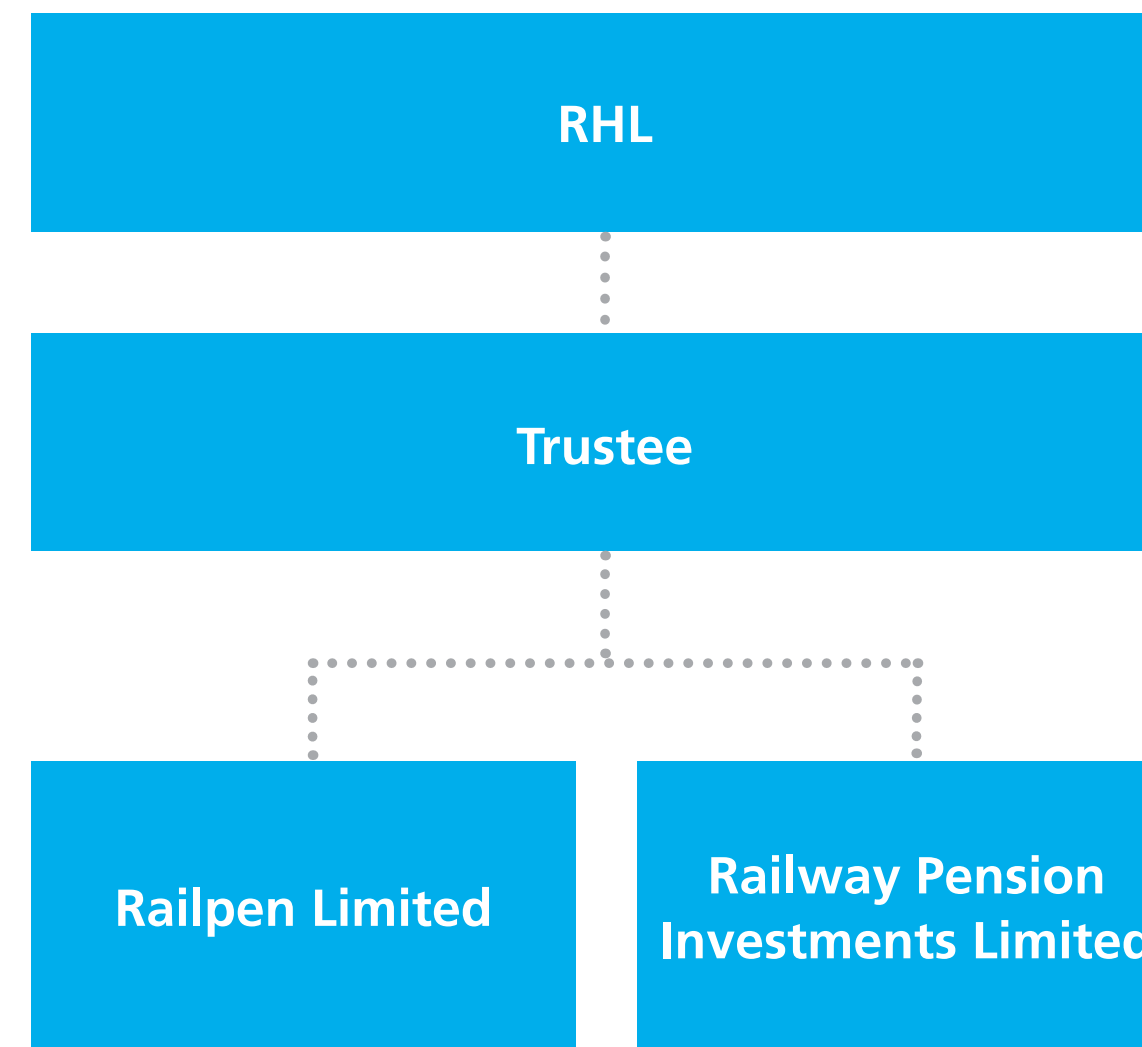 RHL
Trustee
Railpen Limited
Railway Pension
Investments Limited